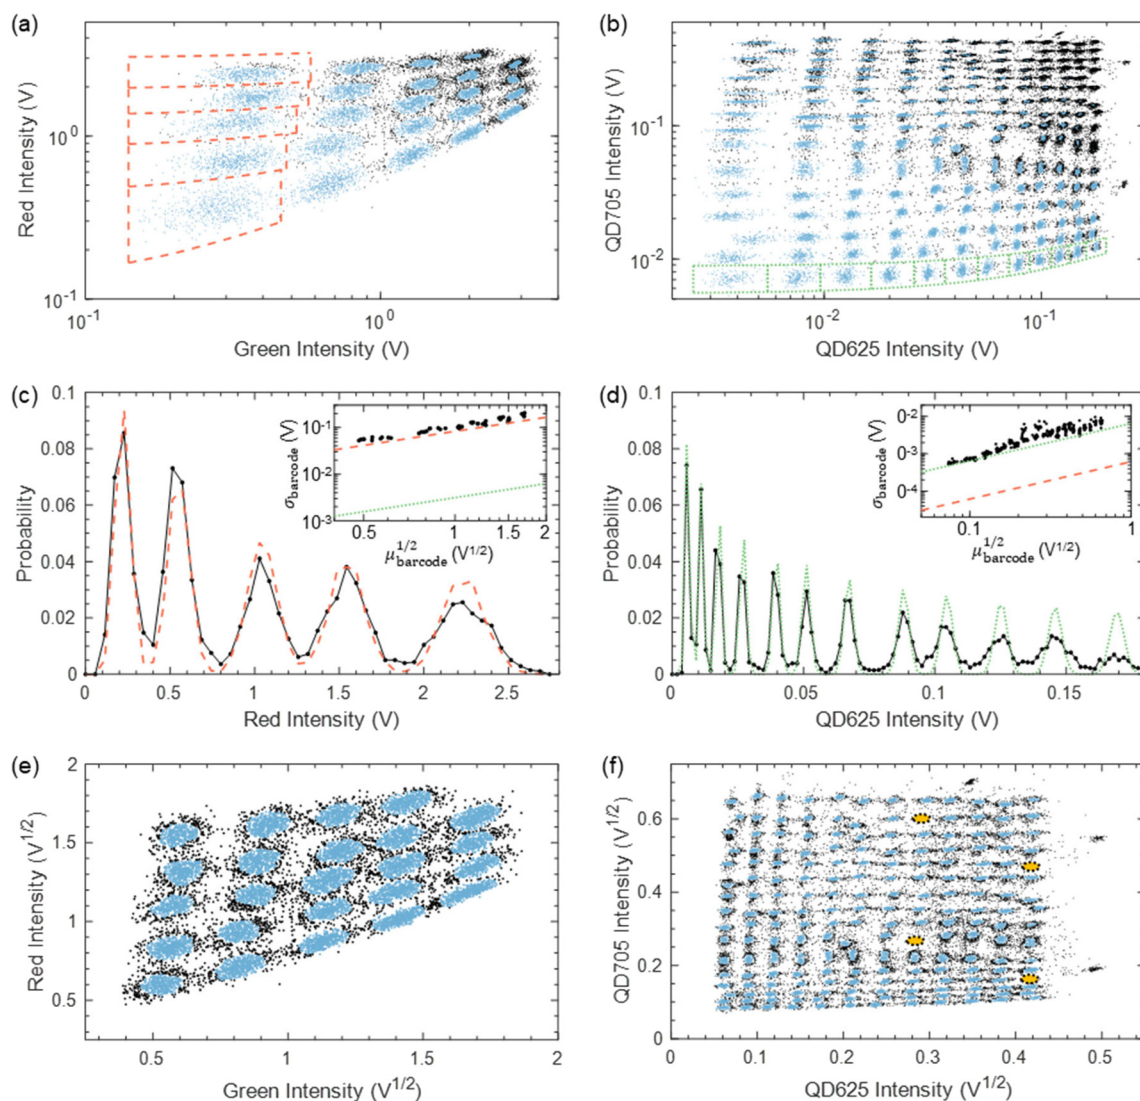 (a)
Red Intensity (V)
10⁰
10⁻¹
10⁻¹
10⁰
Green Intensity (V)
(b)
QD705 Intensity (V)
10⁻¹
10⁻²
10⁻²
10⁻¹
QD625 Intensity (V)
(c)
Probability
0.1
0.08
0.06
0.04
0.02
0
0
0.5
1
1.5
2
2.5
Red Intensity (V)
σbarcode (V)
10⁻¹
10⁻²
10⁻³
0.5
1
1.5
2
μ^1/2 barcode (V^1/2)
(d)
Probability
0.1
0.08
0.06
0.04
0.02
0
0
0.05
0.1
0.15
QD625 Intensity (V)
σbarcode (V)
0⁻²
0⁻³
0⁻⁴
0.1
1
μ^1/2 barcode (V^1/2)
(e)
Red Intensity (V^1/2)
2
1.5
1
0.5
0.5
1
1.5
2
Green Intensity (V^1/2)
(f)
QD705 Intensity (V^1/2)
0.6
0.4
0.2
0
0
0.1
0.2
0.3
0.4
0.5
QD625 Intensity (V^1/2)